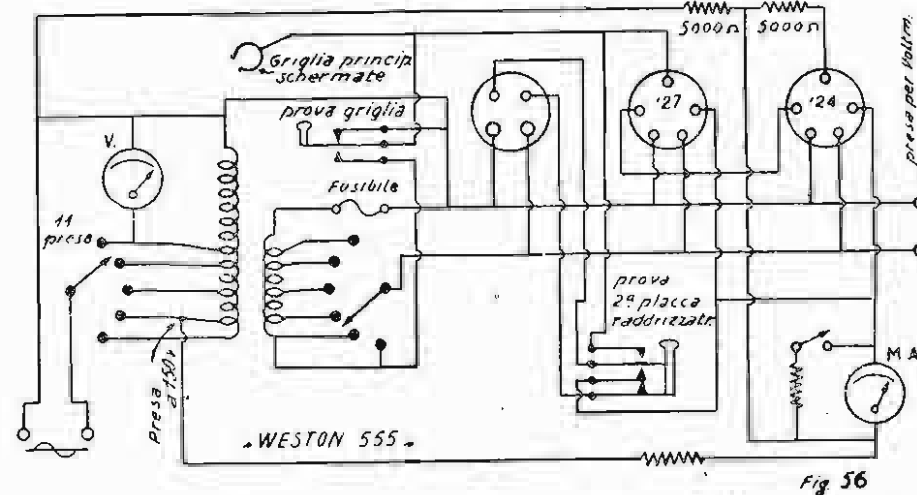 5000Ω
5000Ω
presa per Voltm.
Griglia princip.
schermate
prova griglia
'27
'24
V.
Fusibile
11
prese
prova
2ª placca
raddrizzatr.
Presa
a 150 v
M.A.
WESTON 555
Fig. 56